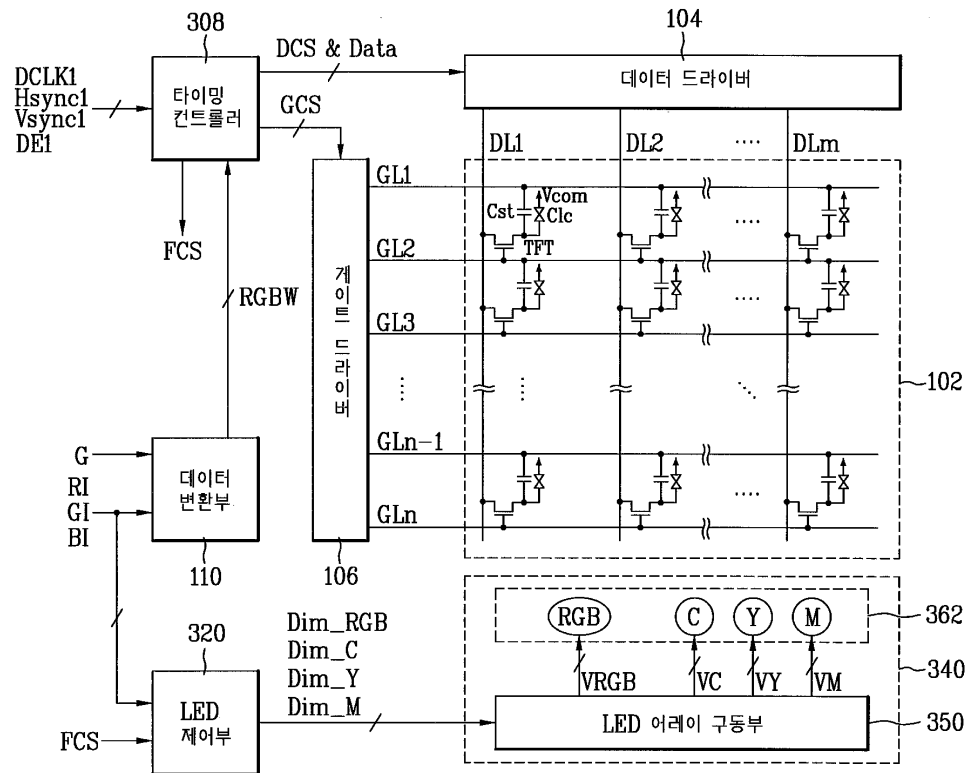 308
104
DCS & Data
DCLK1
Hsync1
Vsync1
DE1
타이밍
컨트롤러
데이터 드라이버
GCS
DL1
DL2
....
DLm
GL1
Vcom
Cst
Clc
....
FCS
GL2
TFT
게이트 드라이버
RGBW
....
GL3
....
....
....
102
GLn-1
G
RI
GI
BI
데이터
변환부
....
GLn
110
106
Dim_RGB
Dim_C
Dim_Y
Dim_M
RGB
C
Y
M
362
320
VRGB
VC
VY
VM
340
LED
제어부
FCS
LED 어레이 구동부
350